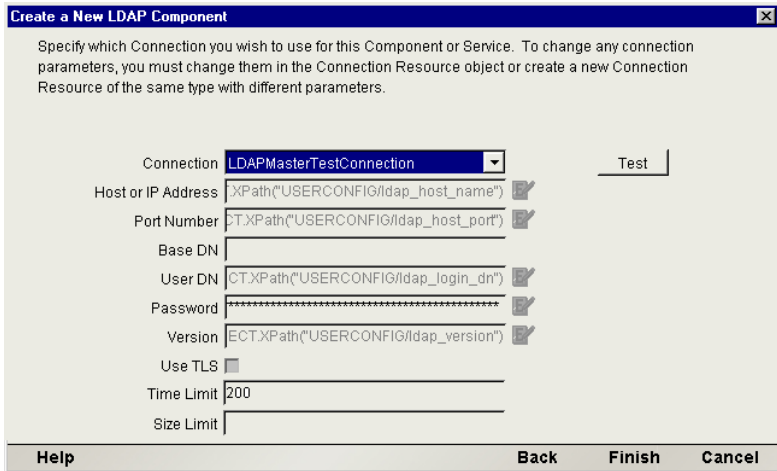 Create a New LDAP Component
Specify which Connection you wish to use for this Component or Service. To change any connection
parameters, you must change them in the Connection Resource object or create a new Connection
Resource of the same type with different parameters.
Connection LDAPMasterTestConnection Test
Host or IP Address .XPath("USERCONFIG/ldap_host_name")
Port Number CT.XPath("USERCONFIG/ldap_host_port")
Base DN
User DN CT.XPath("USERCONFIG/ldap_login_dn")
Password ************************************************
Version ECT.XPath("USERCONFIG/ldap_version")
Use TLS
Time Limit 200
Size Limit
Help Back Finish Cancel